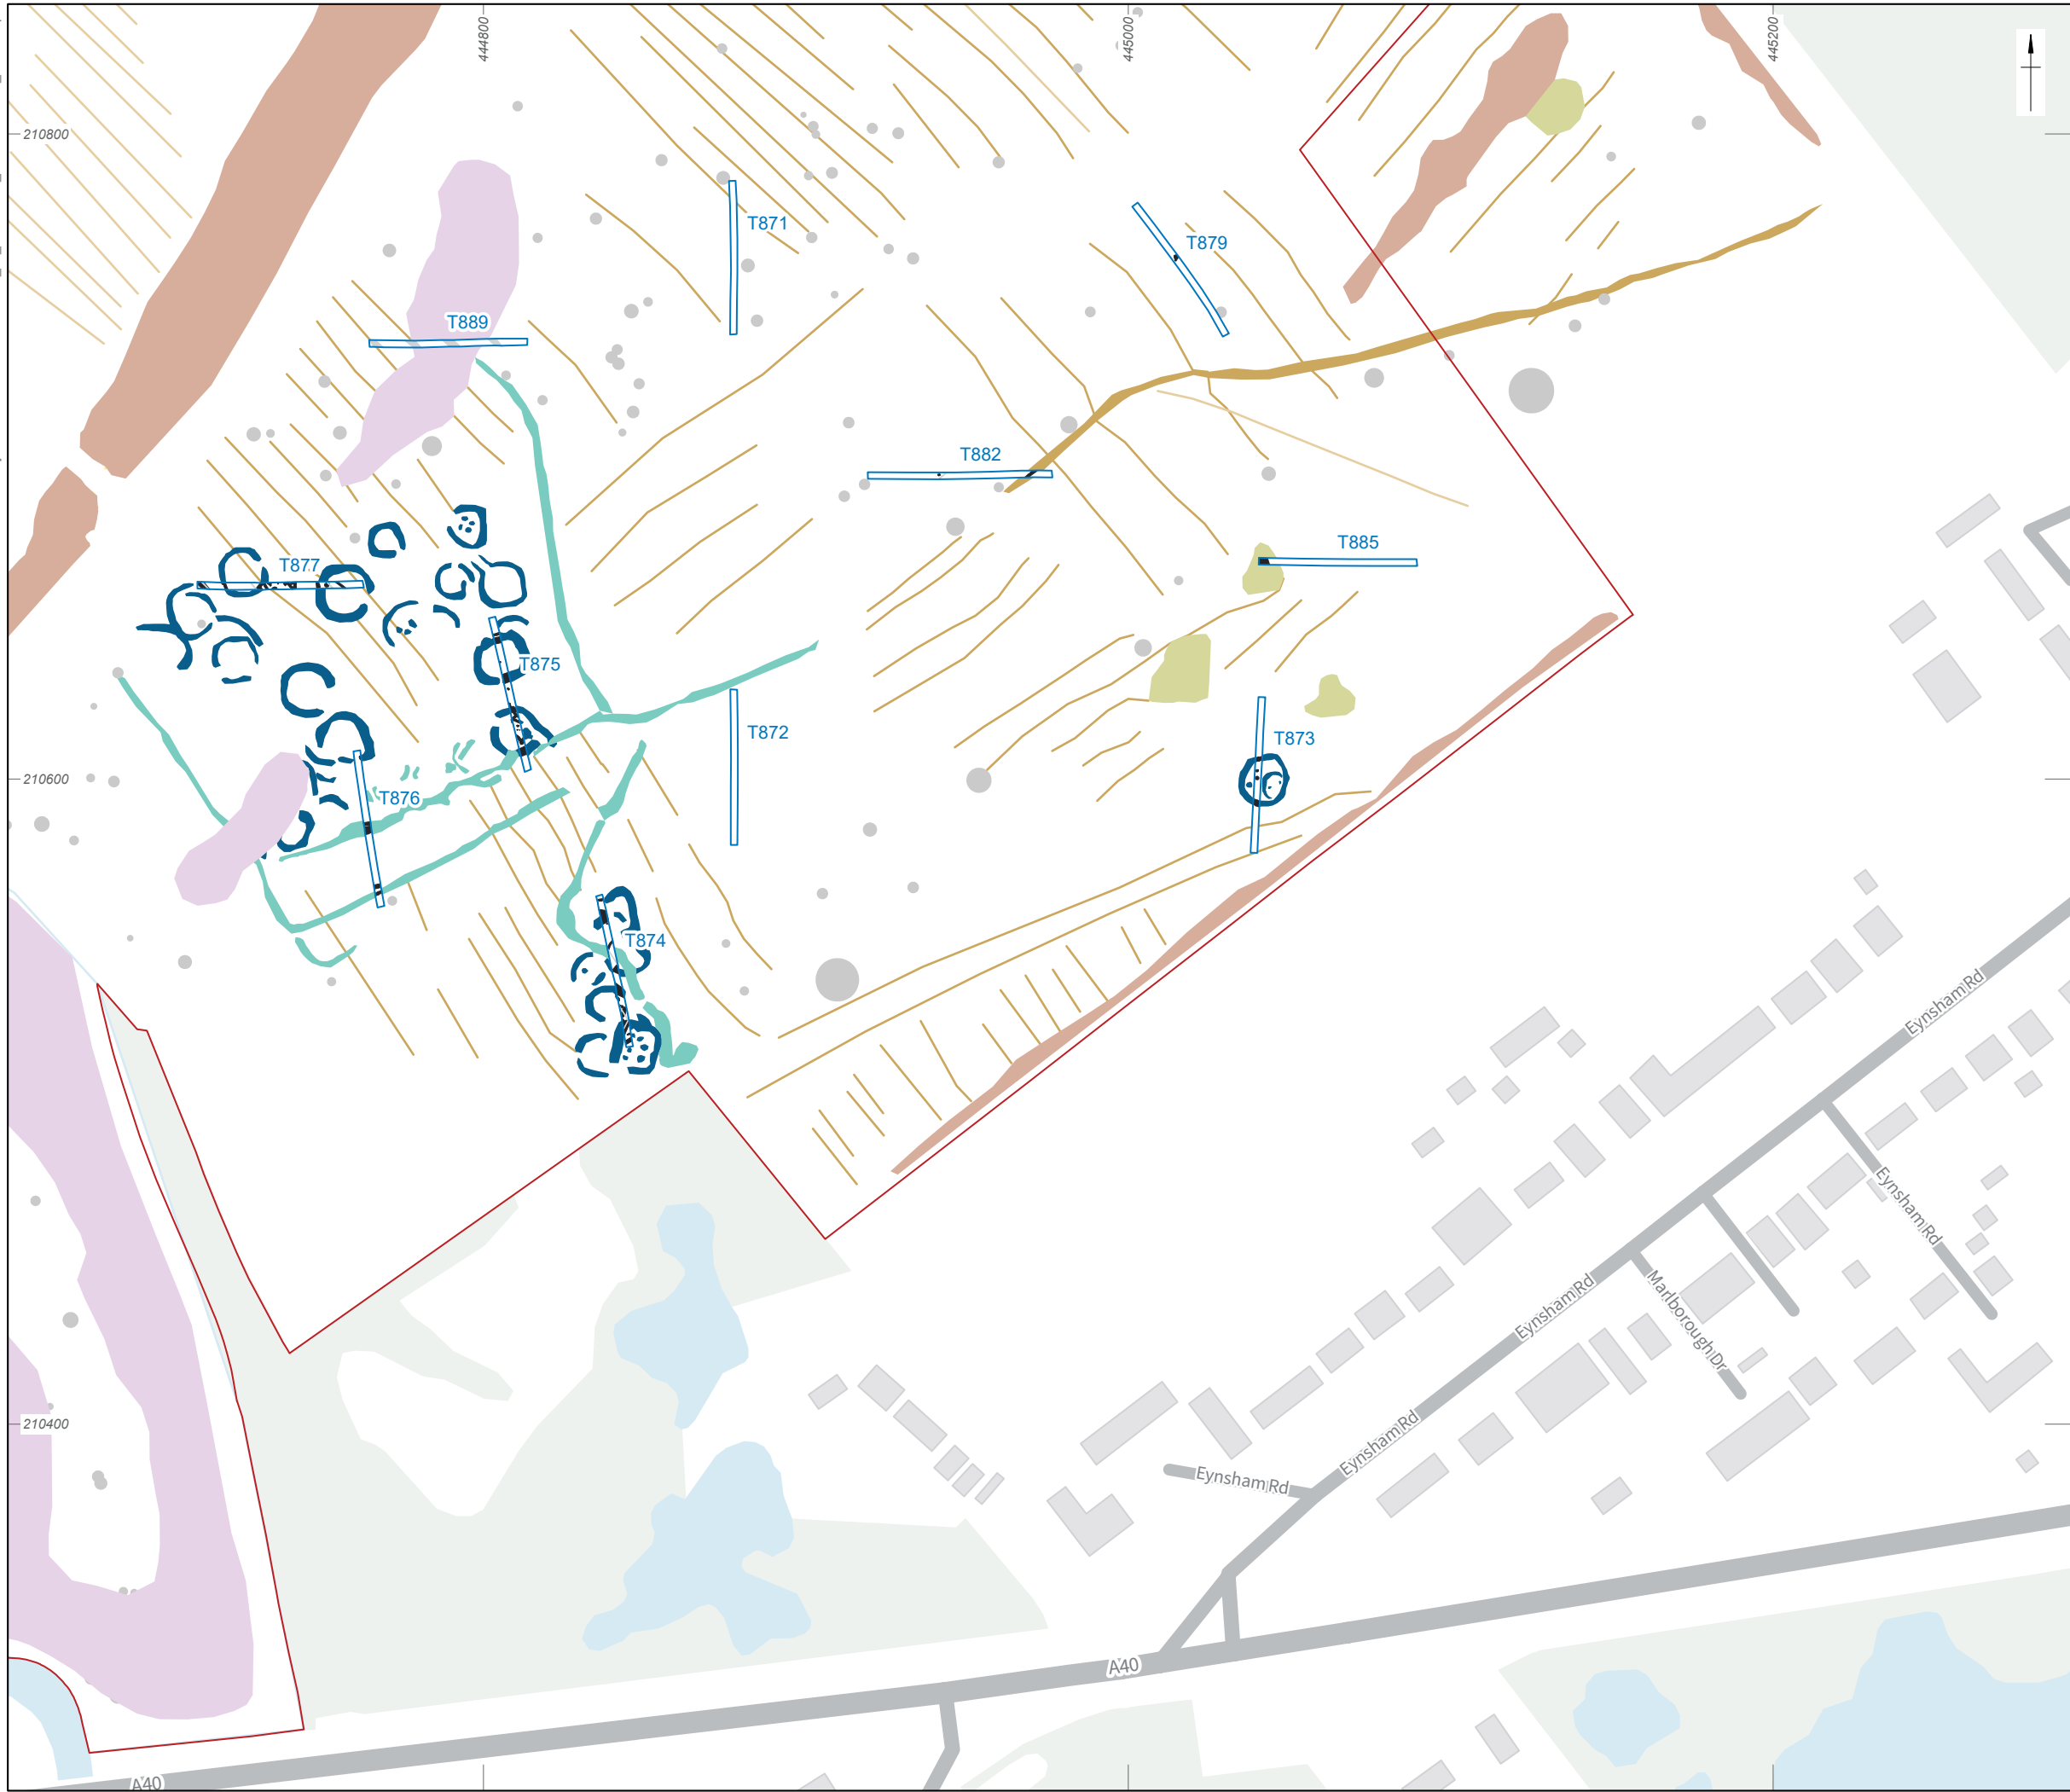 444800
445000
445200
210800
T871
T879
T889
T882
T885
T877
T875
T872
T873
210600
T876
T874
Eynsham Rd
Eynsham Rd
Eynsham Rd
Marlborough Dr
210400
Eynsham Rd
Eynsham Rd
A40
A40